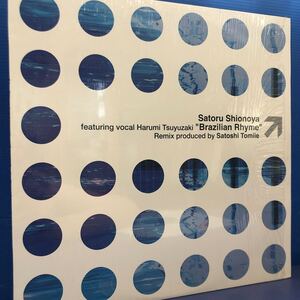 Satoru Shionoya
featuring vocal Harumi Tsuyuzaki "Brazilian Rhyme"
Remix produced by Satoshi Tomiie